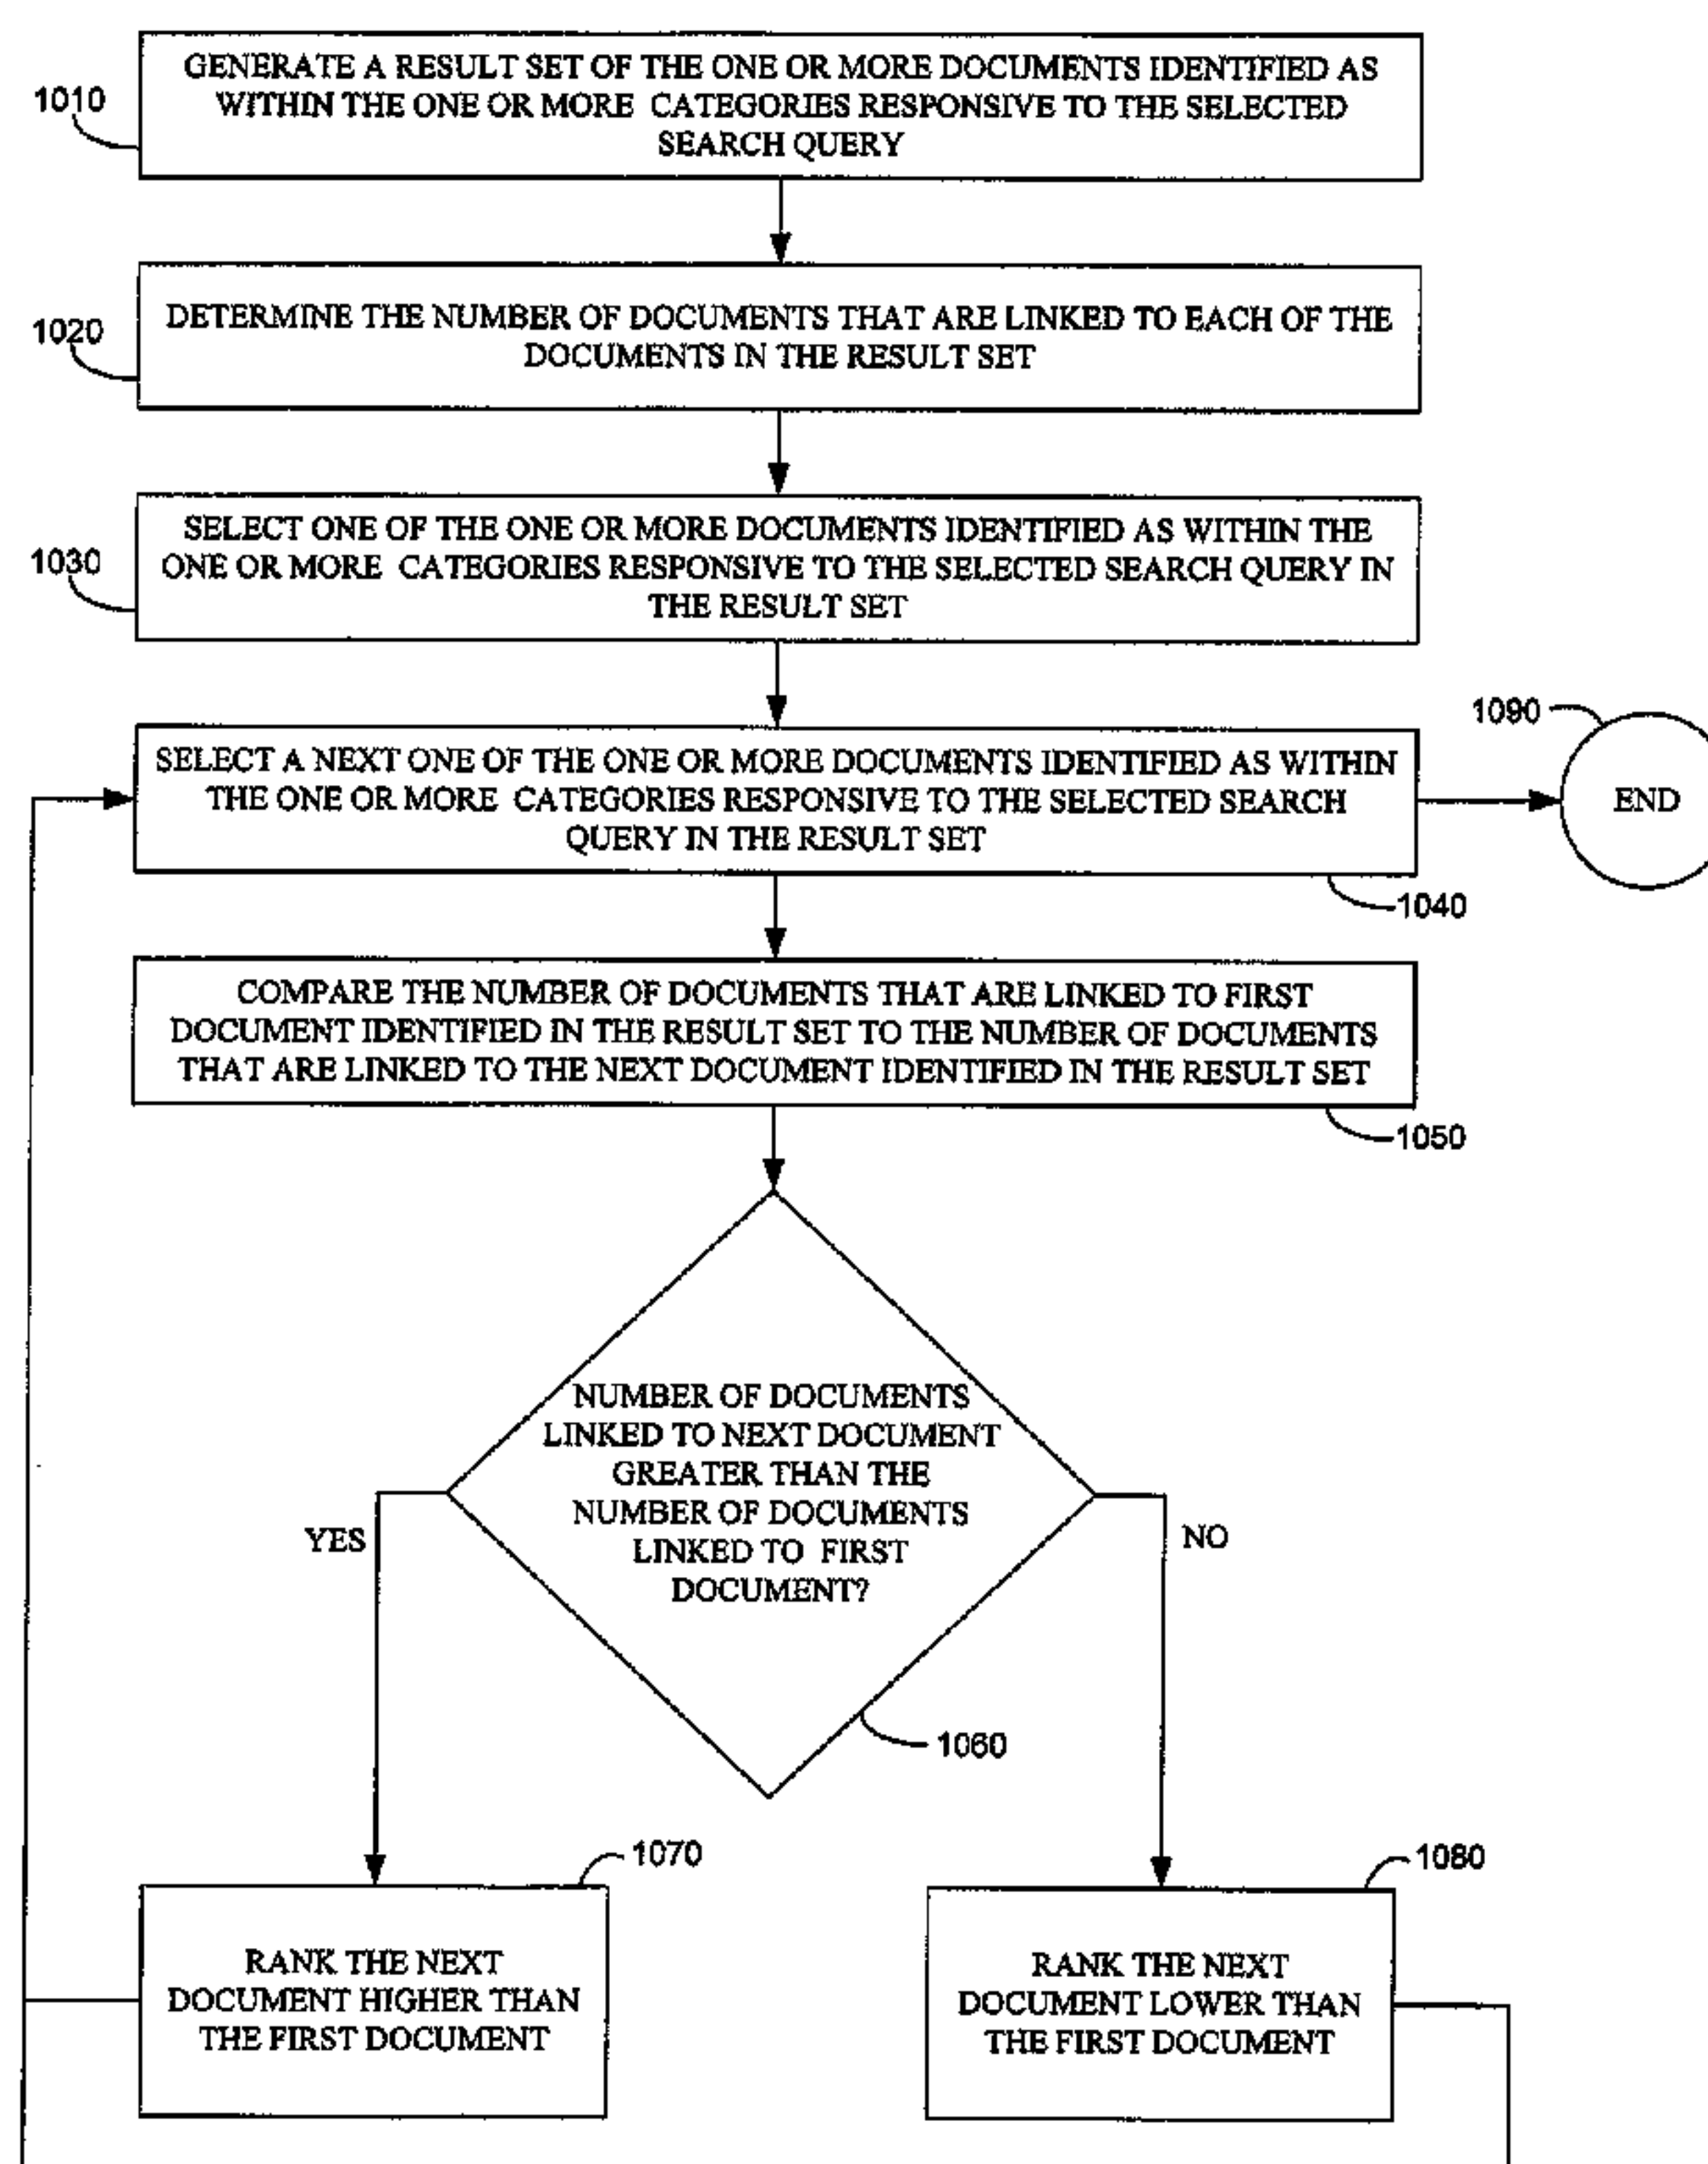 1010
GENERATE A RESULT SET OF THE ONE OR MORE DOCUMENTS IDENTIFIED AS
WITHIN THE ONE OR MORE CATEGORIES RESPONSIVE TO THE SELECTED
SEARCH QUERY
1020
DETERMINE THE NUMBER OF DOCUMENTS THAT ARE LINKED TO EACH OF THE
DOCUMENTS IN THE RESULT SET
1030
SELECT ONE OF THE ONE OR MORE DOCUMENTS IDENTIFIED AS WITHIN THE
ONE OR MORE CATEGORIES RESPONSIVE TO THE SELECTED SEARCH QUERY IN
THE RESULT SET
1090
SELECT A NEXT ONE OF THE ONE OR MORE DOCUMENTS IDENTIFIED AS WITHIN
THE ONE OR MORE CATEGORIES RESPONSIVE TO THE SELECTED SEARCH
QUERY IN THE RESULT SET
END
1040
COMPARE THE NUMBER OF DOCUMENTS THAT ARE LINKED TO FIRST
DOCUMENT IDENTIFIED IN THE RESULT SET TO THE NUMBER OF DOCUMENTS
THAT ARE LINKED TO THE NEXT DOCUMENT IDENTIFIED IN THE RESULT SET
1050
NUMBER OF DOCUMENTS
LINKED TO NEXT DOCUMENT
GREATER THAN THE
NUMBER OF DOCUMENTS
LINKED TO FIRST
DOCUMENT?
YES
NO
1060
1070
RANK THE NEXT
DOCUMENT HIGHER THAN
THE FIRST DOCUMENT
1080
RANK THE NEXT
DOCUMENT LOWER THAN
THE FIRST DOCUMENT